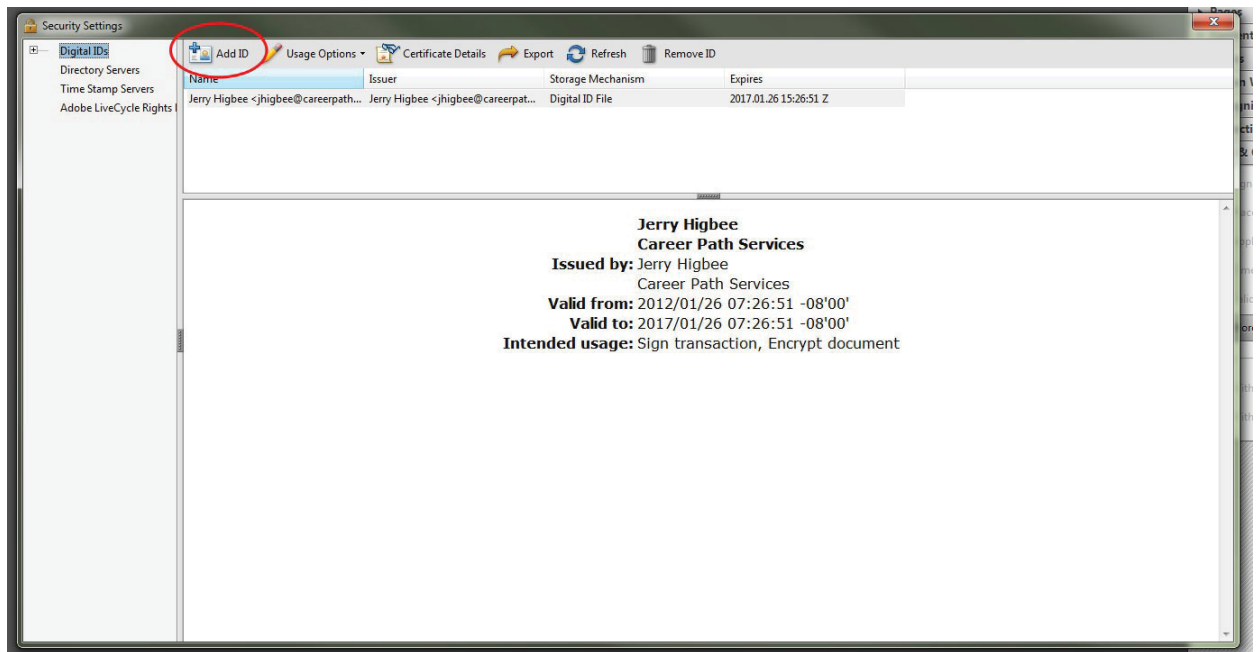 Security Settings
Digital IDs
Directory Servers
Time Stamp Servers
Adobe LiveCycle Rights
Add ID Usage Options Certificate Details Export Refresh Remove ID
Name Issuer Storage Mechanism Expires
Jerry Higbee <jhigbee@careerpath... Jerry Higbee <jhigbee@careerpat... Digital ID File 2017.01.26 15:26:51 Z
Jerry Higbee
Career Path Services
Issued by: Jerry Higbee
Career Path Services
Valid from: 2012/01/26 07:26:51 -08'00'
Valid to: 2017/01/26 07:26:51 -08'00'
Intended usage: Sign transaction, Encrypt document
Pages